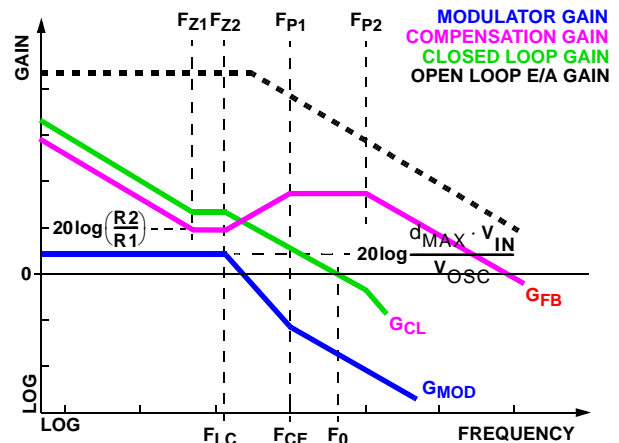 MODULATOR GAIN
COMPENSATION GAIN
CLOSED LOOP GAIN
OPEN LOOP E/A GAIN
FZ1 FZ2 FP1 FP2
GAIN
20log(R2/R1)
20log dMAX · VIN / VOSC
0
GFB
GCL
GMOD
LOG
LOG
FLC FCE F0 FREQUENCY